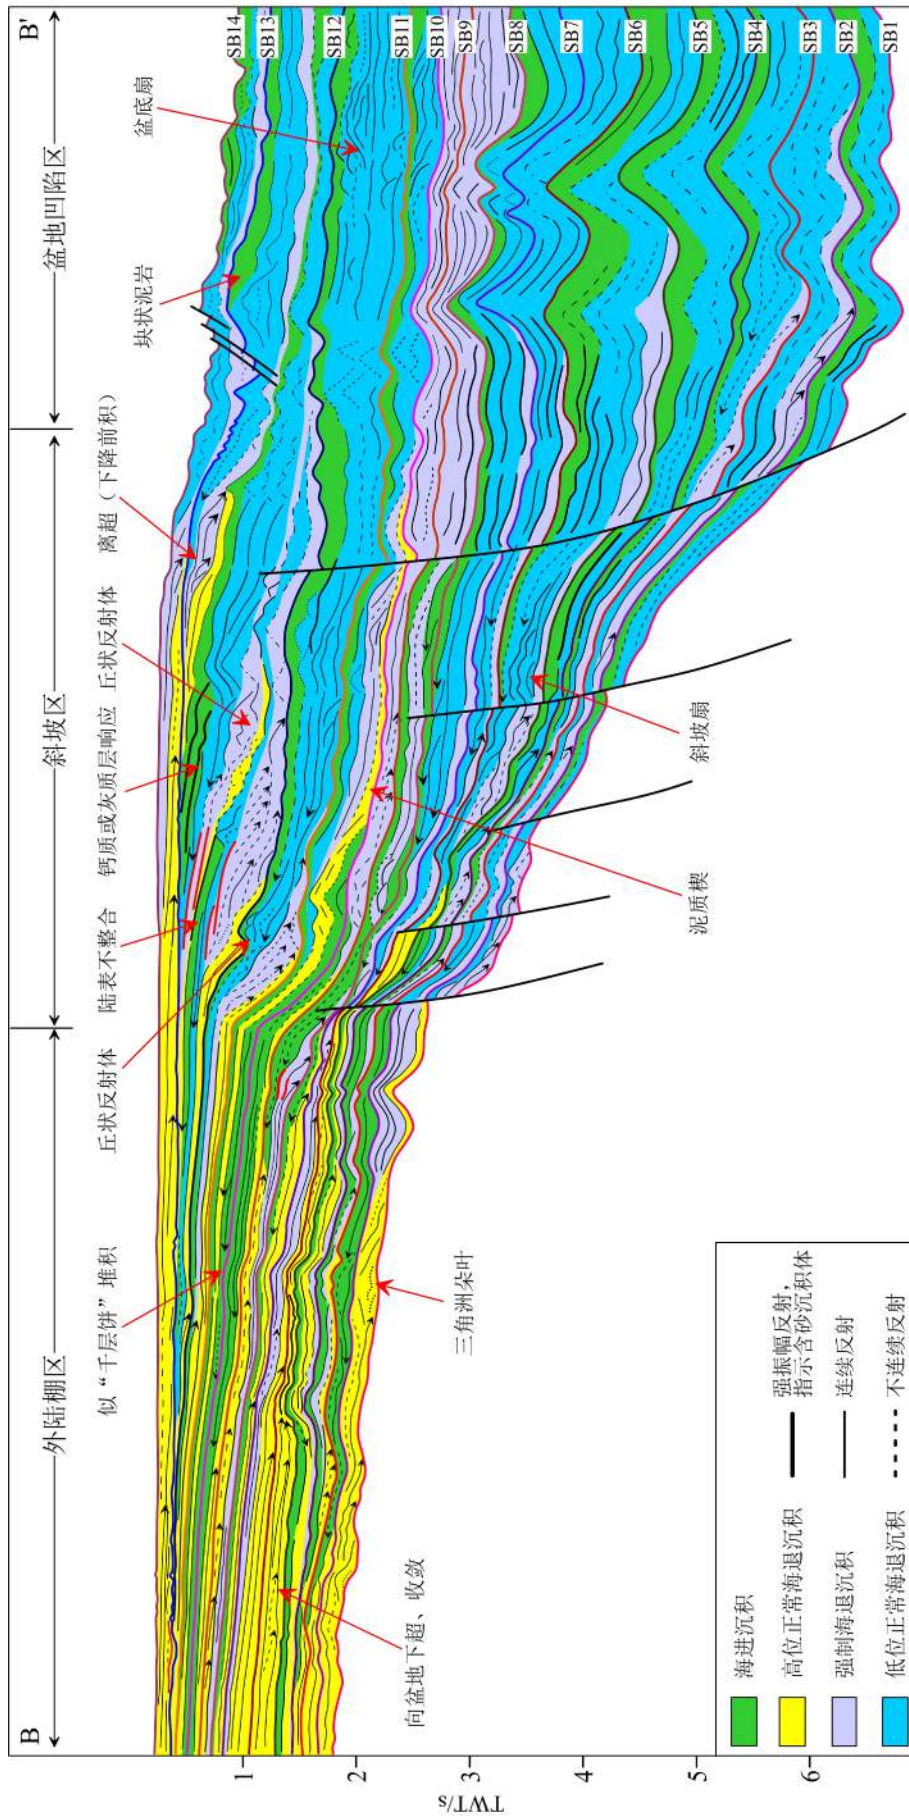 B
B'
外陆棚区
斜坡区
盆地凹陷区
似“千层饼”堆积
丘状反射体
陆表不整合
钙质或灰质层响应
丘状反射体
离超（下降前积）
块状泥岩
盆底扇
SB14
SB13
SB12
SB11
SB10
SB9
SB8
SB7
SB6
SB5
SB4
SB3
SB2
SB1
向盆地下超、收敛
三角洲朵叶
泥质楔
斜坡扇
1
2
3
4
5
6
TWT/s
海进沉积
高位正常海退沉积
强制海退沉积
低位正常海退沉积
强振幅反射，
指示含砂沉积体
连续反射
不连续反射